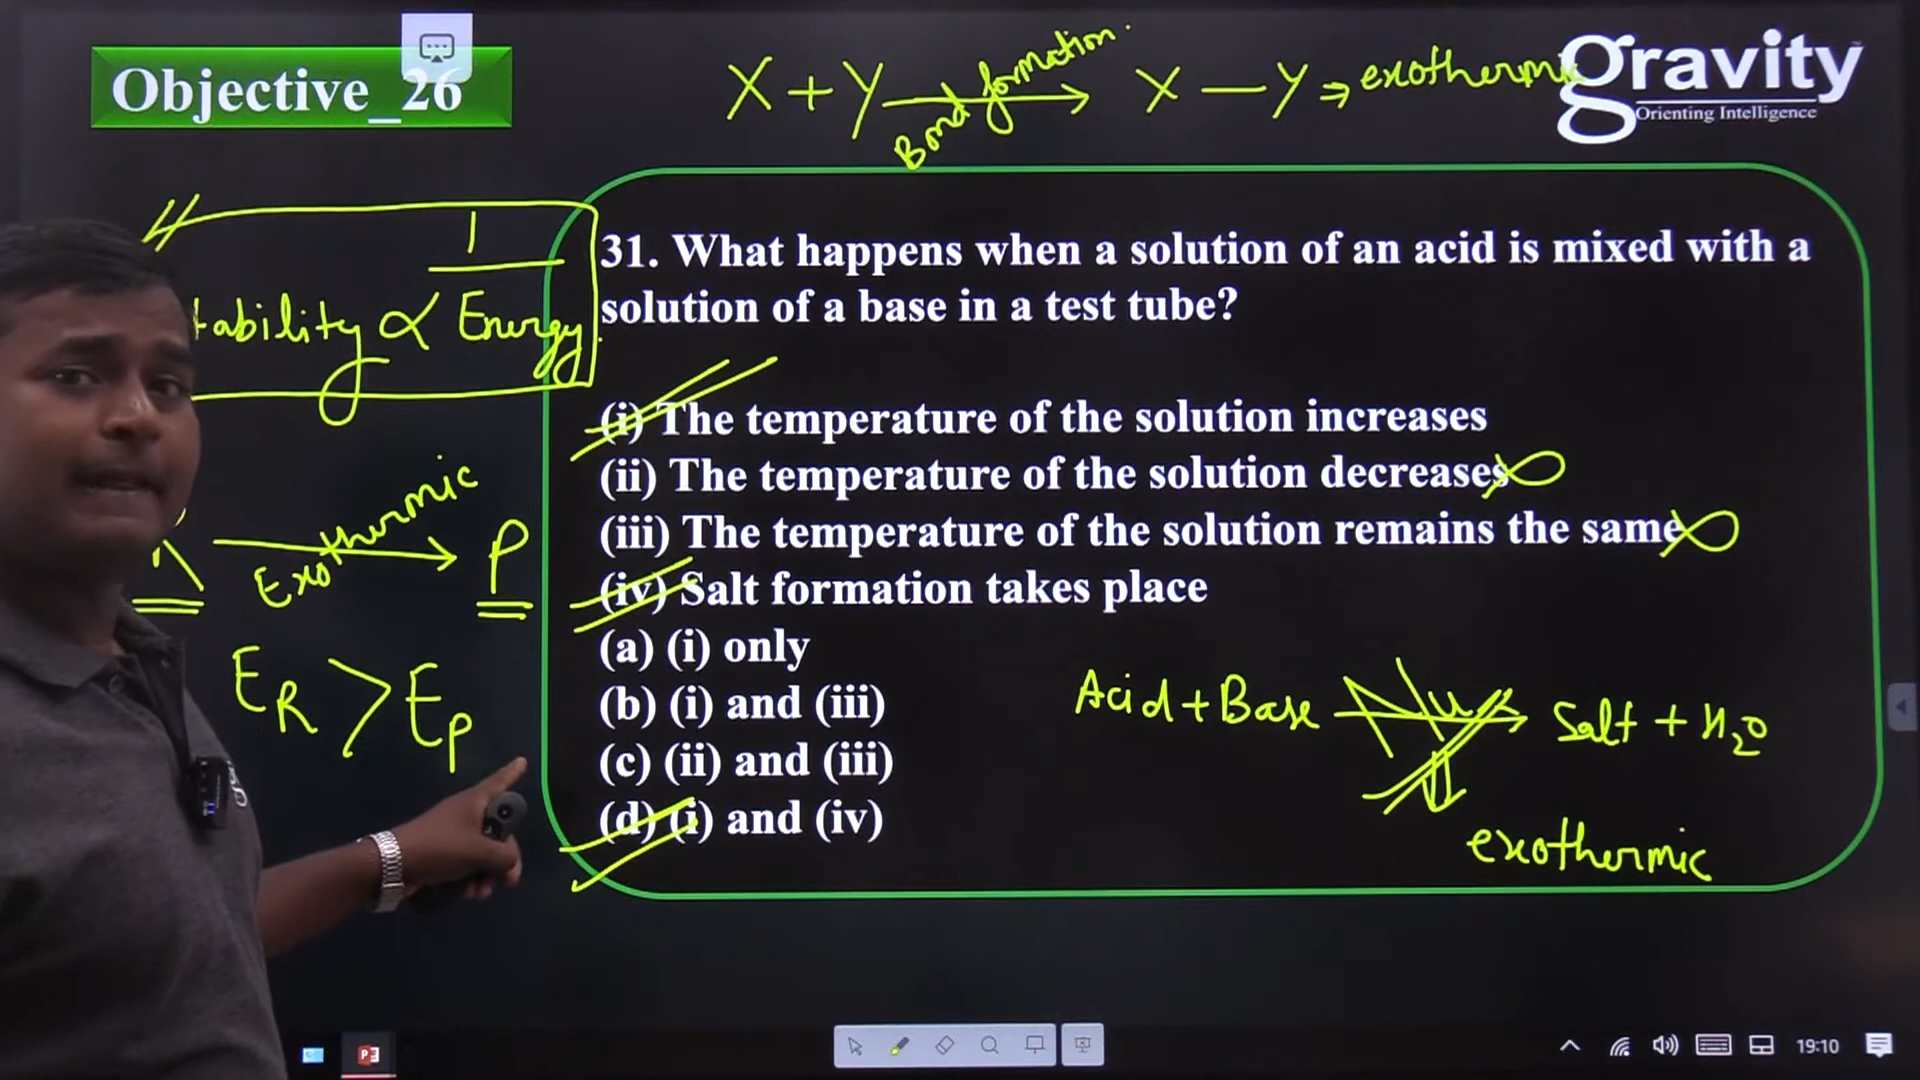 Objective_26
X + Y Bond formation → X — Y ⇒ exothermic
gravity
Orienting Intelligence
1
tability ∝ Energy
31. What happens when a solution of an acid is mixed with a
solution of a base in a test tube?
(i) The temperature of the solution increases
(ii) The temperature of the solution decreases
(iii) The temperature of the solution remains the same
(iv) Salt formation takes place
(a) (i) only
(b) (i) and (iii)
(c) (ii) and (iii)
(d) (i) and (iv)
Exothermic → P
E_R > E_P
Acid + Base → Salt + H₂O
exothermic
19:10